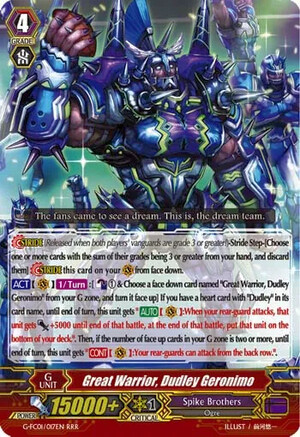 4
GRADE
The fans came to see a dream. This is, the dream team.
STRIDE (Released when both players' vanguards are grade 3 or greater!)-Stride Step-[Choose
one or more cards with the sum of their grades being 3 or greater from your hand, and discard
them] STRIDE this card on your from face down.
ACT 1/Turn : [ & Choose a face down card named "Great Warrior, Dudley
Geronimo" from your G zone, and turn it face up] If you have a heart card with "Dudley" in its
card name, until end of turn, this unit gets "AUTO :When your rear-guard attacks, that
unit gets +5000 until end of that battle, at the end of that battle, put that unit on the
bottom of your deck.". Then, if the number of face up cards in your G zone is two or more, until
end of turn, this unit gets "CONT :Your rear-guards can attack from the back row.".
G
UNIT
Great Warrior, Dudley Geronimo
POWER
15000+
1
CRITICAL
Spike Brothers
Ogre
G-FC01/017EN RRR
ILLUST / 前河悠一